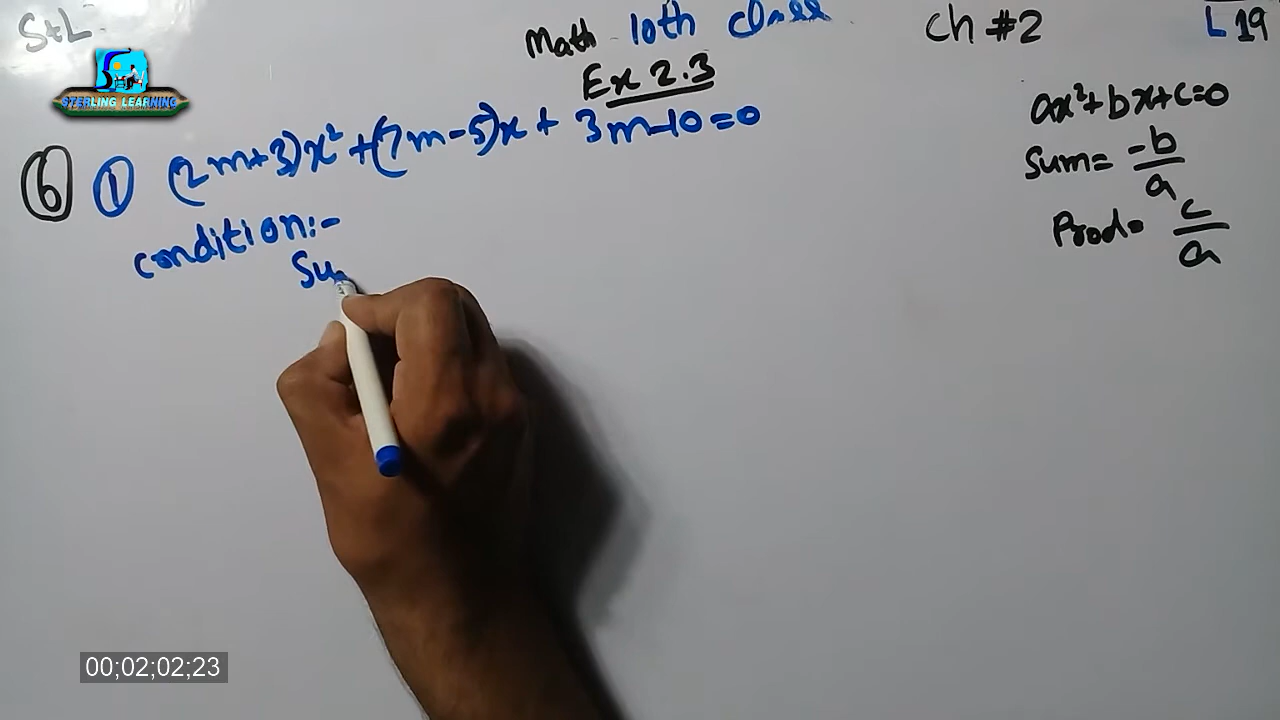 StL
STERLING LEARNING
Math 10th class
Ch #2
L 19
Ex 2.3
ax²+bx+c=0
Sum= -b/a
Prod= c/a
6 ① (2m+3)x²+(7m-5)x+ 3m-10=0
condition:-
Su
00;02;02;23